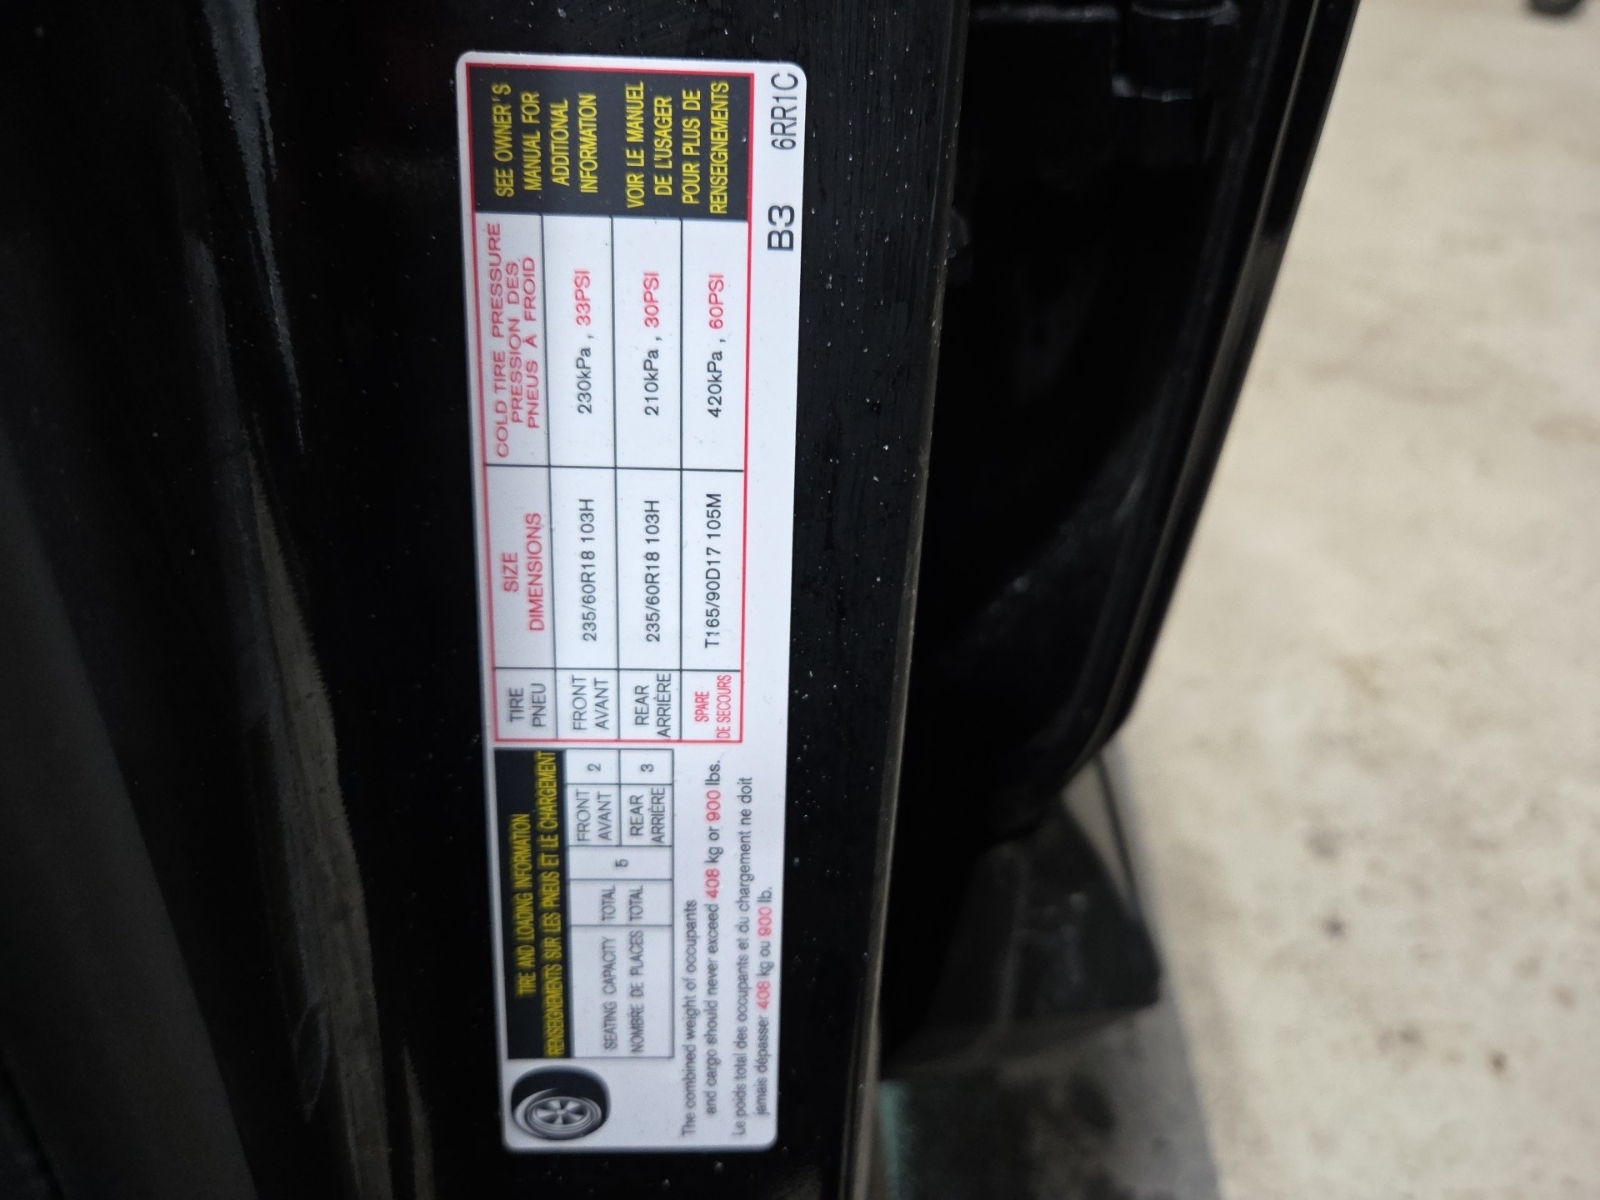 TIRE AND LOADING INFORMATION
RENSEIGNEMENTS SUR LES PNEUS ET LE CHARGEMENT
SEATING CAPACITY TOTAL 5 FRONT 2
AVANT
NOMBRE DE PLACES TOTAL REAR 3
ARRIÈRE
The combined weight of occupants
and cargo should never exceed 408 kg or 900 lbs.
Le poids total des occupants et du chargement ne doit
jamais dépasser 408 kg ou 900 lb.
TIRE
PNEU
SIZE
DIMENSIONS
COLD TIRE PRESSURE
PRESSION DES
PNEUS À FROID
FRONT
AVANT
235/60R18 103H
230kPa , 33PSI
REAR
ARRIÈRE
235/60R18 103H
210kPa , 30PSI
SPARE
DE SECOURS
T165/90D17 105M
420kPa , 60PSI
SEE OWNER'S
MANUAL FOR
ADDITIONAL
INFORMATION
VOIR LE MANUEL
DE L'USAGER
POUR PLUS DE
RENSEIGNEMENTS
B3 6RR1C